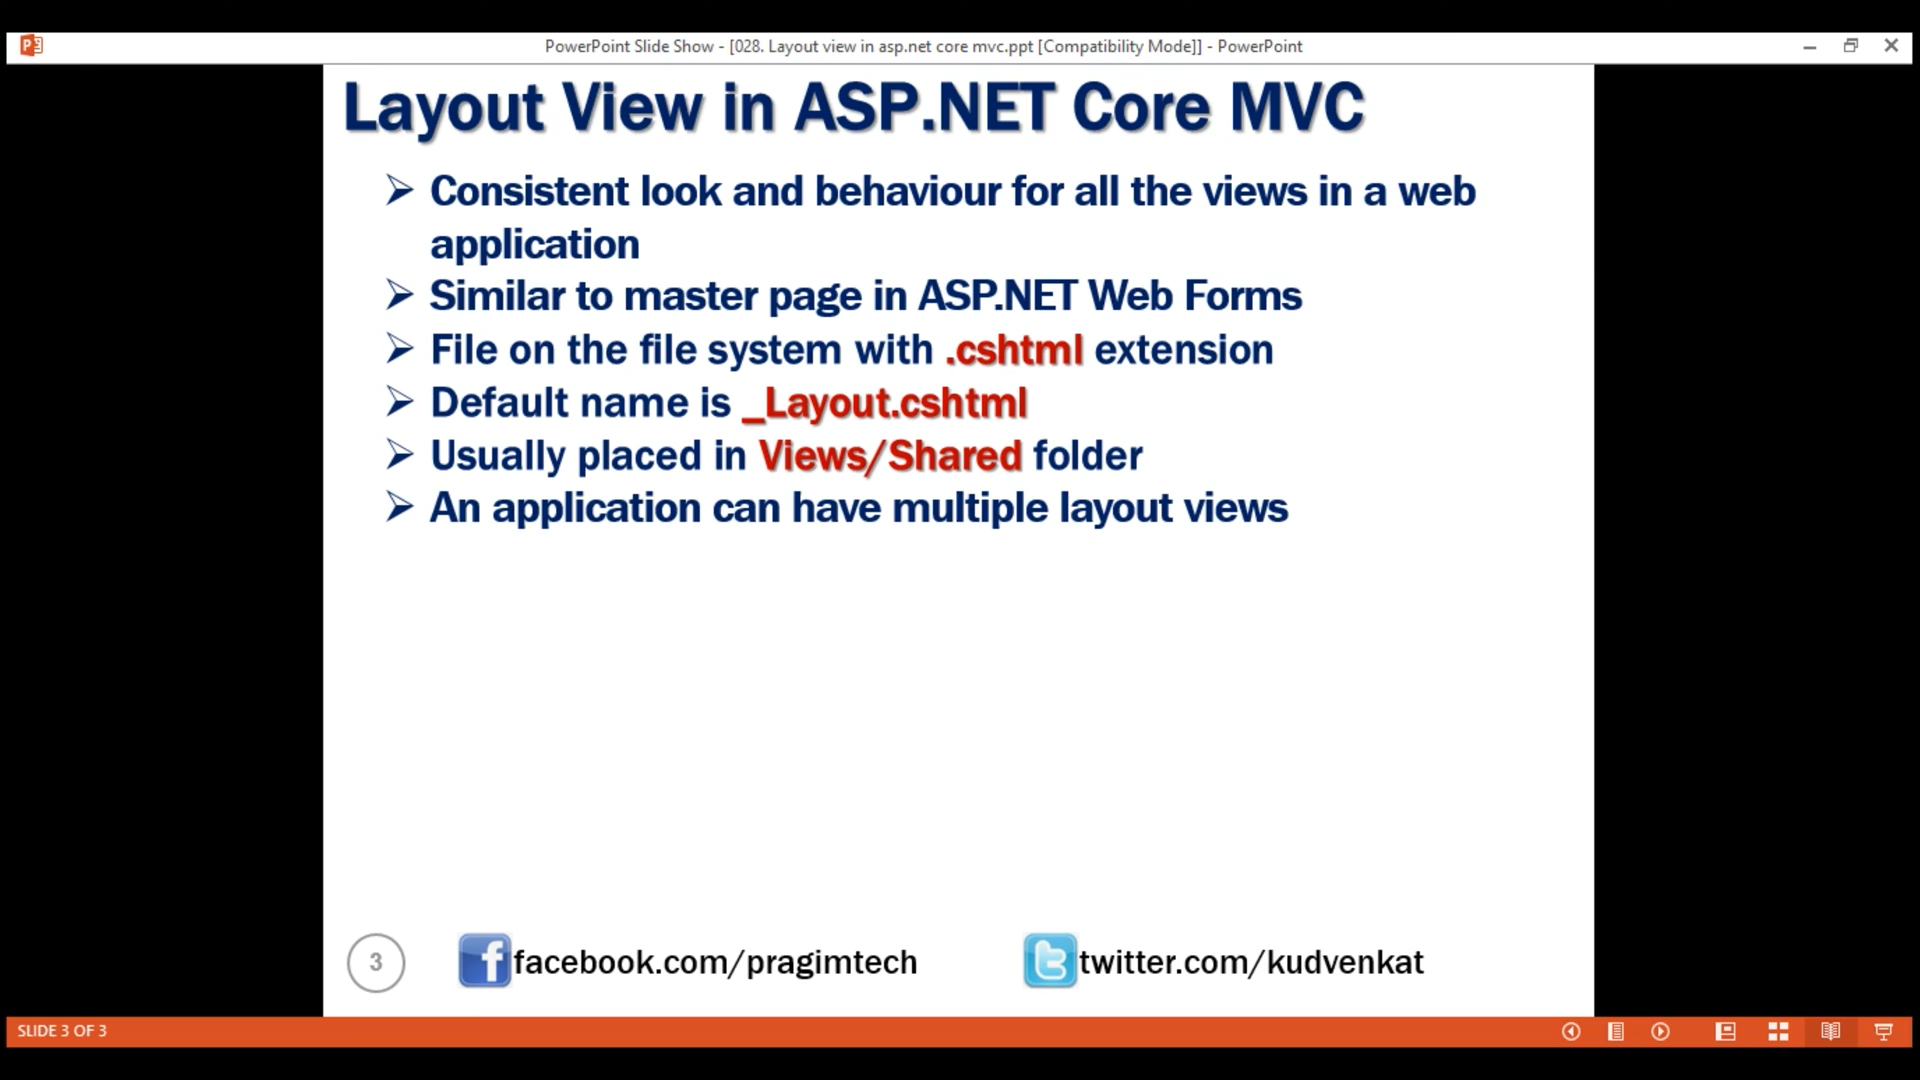 PowerPoint Slide Show - [028. Layout view in asp.net core mvc.ppt [Compatibility Mode]] - PowerPoint
Layout View in ASP.NET Core MVC
Consistent look and behaviour for all the views in a web
application
Similar to master page in ASP.NET Web Forms
File on the file system with .cshtml extension
Default name is _Layout.cshtml
Usually placed in Views/Shared folder
An application can have multiple layout views
3 facebook.com/pragimtech twitter.com/kudvenkat
SLIDE 3 OF 3